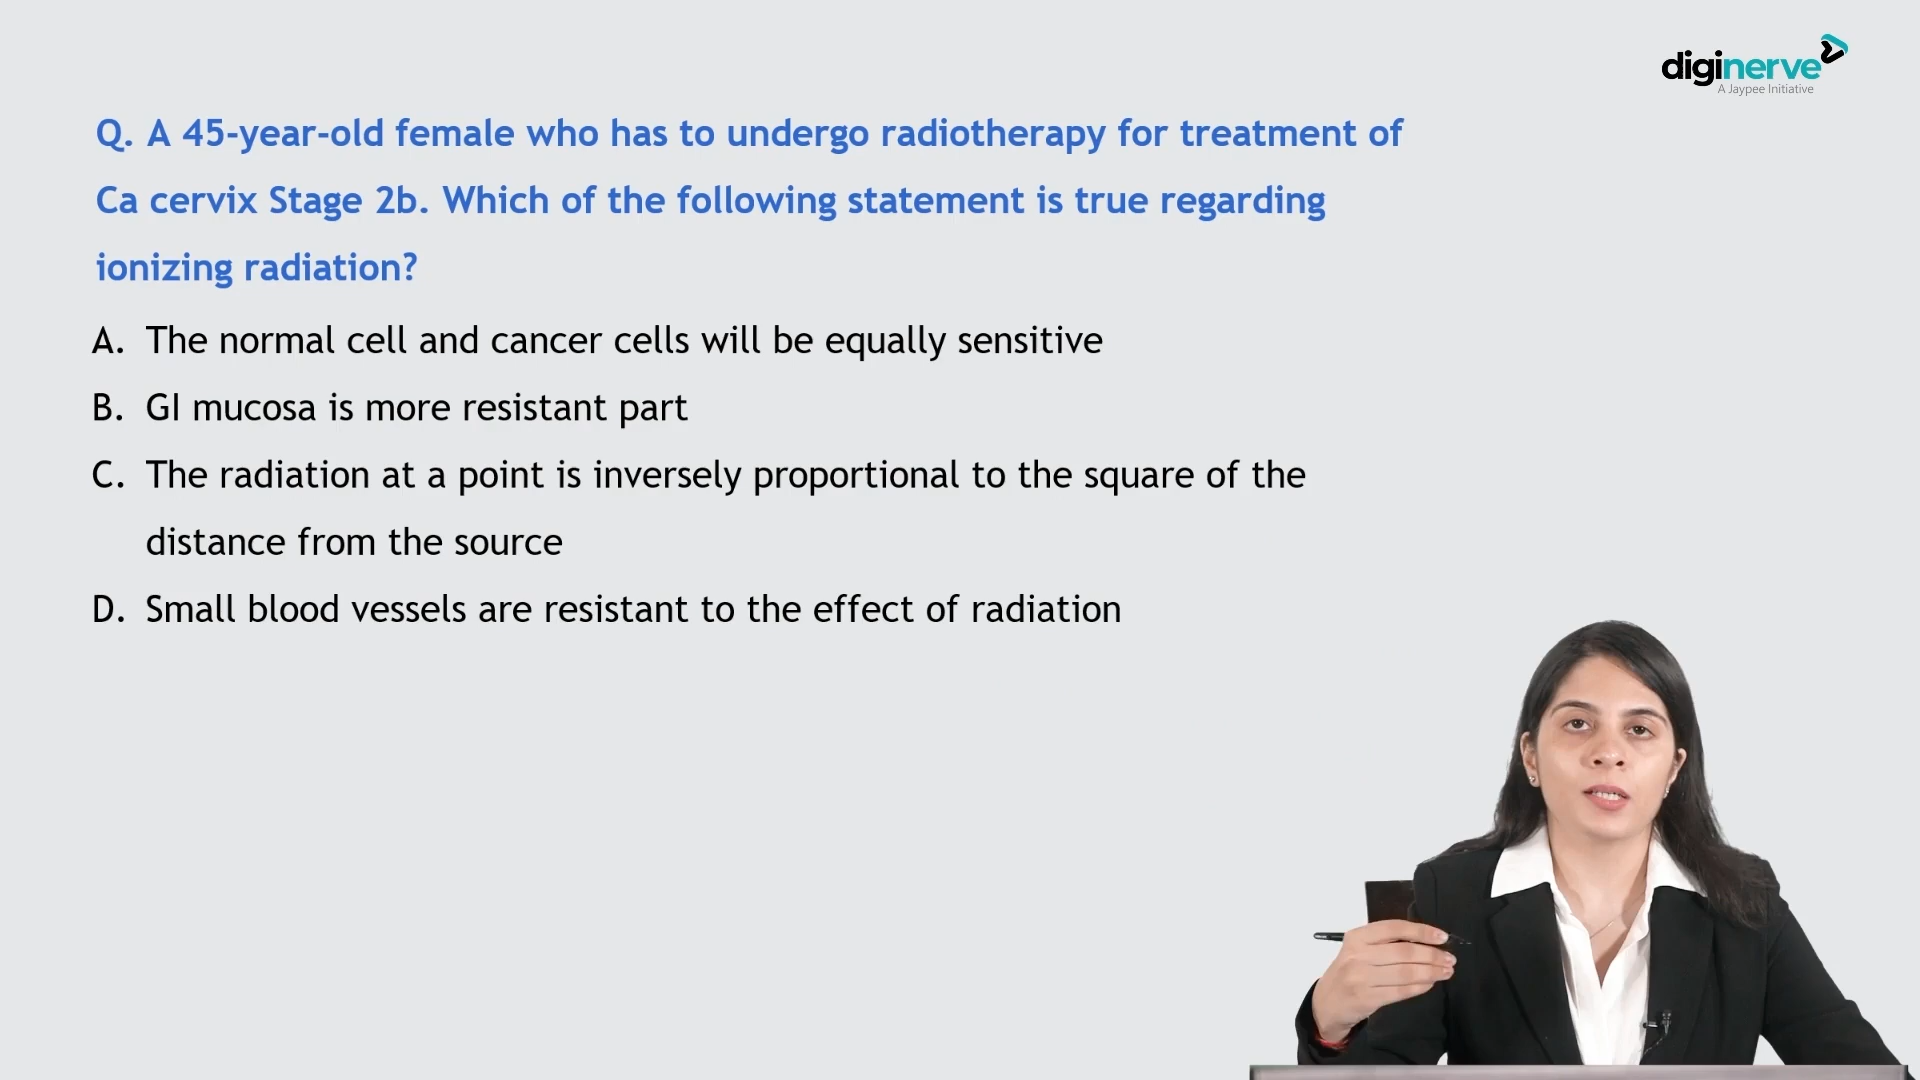 diginerve
A Jaypee Initiative
Q. A 45-year-old female who has to undergo radiotherapy for treatment of
Ca cervix Stage 2b. Which of the following statement is true regarding
ionizing radiation?
A. The normal cell and cancer cells will be equally sensitive
B. GI mucosa is more resistant part
C. The radiation at a point is inversely proportional to the square of the
distance from the source
D. Small blood vessels are resistant to the effect of radiation